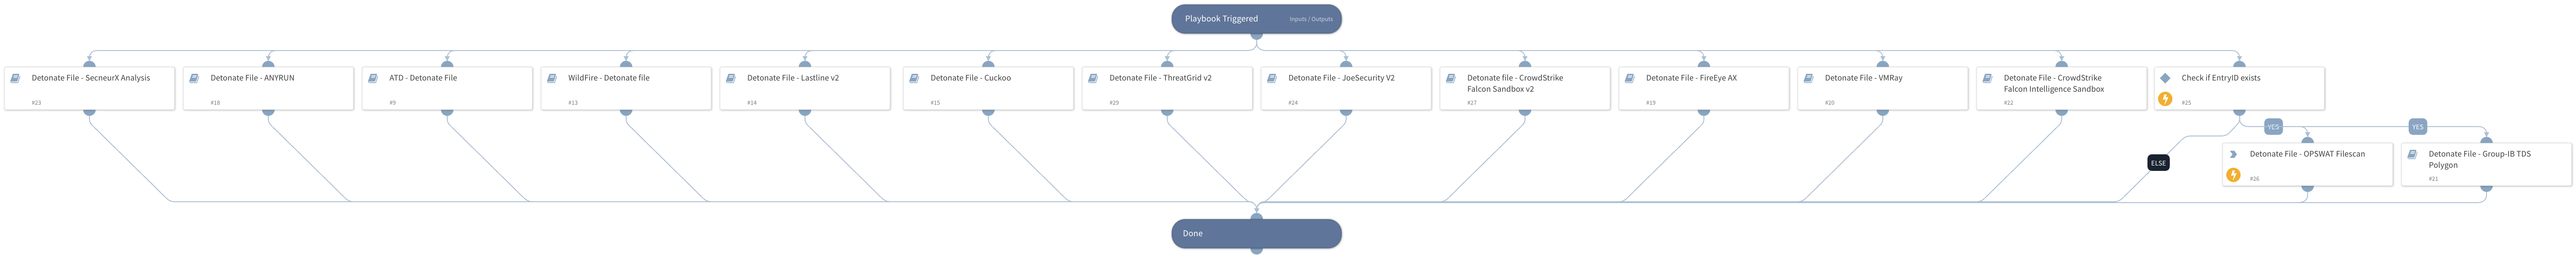 Playbook Triggered
Inputs / Outputs
Detonate File - SecneurX Analysis
#23
Detonate File - ANYRUN
#18
ATD - Detonate File
#9
WildFire - Detonate file
#13
Detonate File - Lastline v2
#14
Detonate File - Cuckoo
#15
Detonate File - ThreatGrid v2
#29
Detonate File - JoeSecurity V2
#24
Detonate file - CrowdStrike
Falcon Sandbox v2
#27
Detonate File - FireEye AX
#19
Detonate File - VMRay
#20
Detonate File - CrowdStrike
Falcon Intelligence Sandbox
#22
Check if EntryID exists
#25
YES
YES
ELSE
Detonate File - OPSWAT Filescan
#26
Detonate File - Group-IB TDS
Polygon
#21
Done